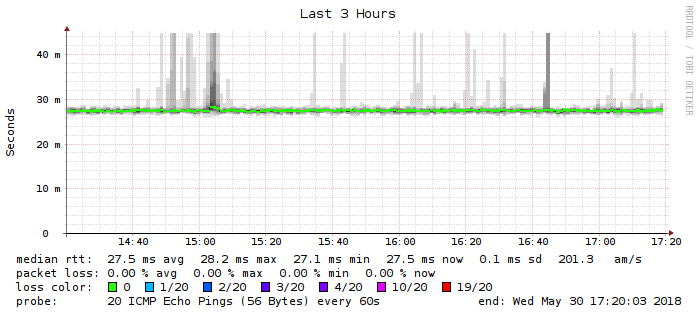 Last 3 Hours
RRDTOOL / TOBI OETIKER
Seconds
40 m
30 m
20 m
10 m
0
14:40 15:00 15:20 15:40 16:00 16:20 16:40 17:00 17:20
median rtt: 27.5 ms avg 28.2 ms max 27.1 ms min 27.5 ms now 0.1 ms sd 201.3 am/s
packet loss: 0.00 % avg 0.00 % max 0.00 % min 0.00 % now
loss color: 0 1/20 2/20 3/20 4/20 10/20 19/20
probe: 20 ICMP Echo Pings (56 Bytes) every 60s end: Wed May 30 17:20:03 2018